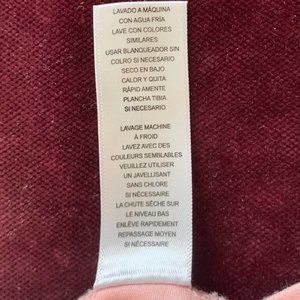 LAVADO A MÁQUINA
CON AGUA FRÍA
LAVE CON COLORES
SIMILARES
USAR BLANQUEADOR SIN
COLRO SI NECESARIO
SECO EN BAJO
CALOR Y QUITA
RÁPID AMENTE
PLANCHA TIBIA
SI NECESARIO
LAVAGE MACHINE
À FROID
LAVEZ AVEC DES
COULEURS SEMBLABLES
VEUILLEZ UTILISER
UN JAVELLISANT
SANS CHLORE
SI NÉCESSAIRE
LA CHUTE SÈCHE SUR
LE NIVEAU BAS
ENLÈVE RAPIDEMENT
REPASSAGE MOYEN
SI NÉCESSAIRE